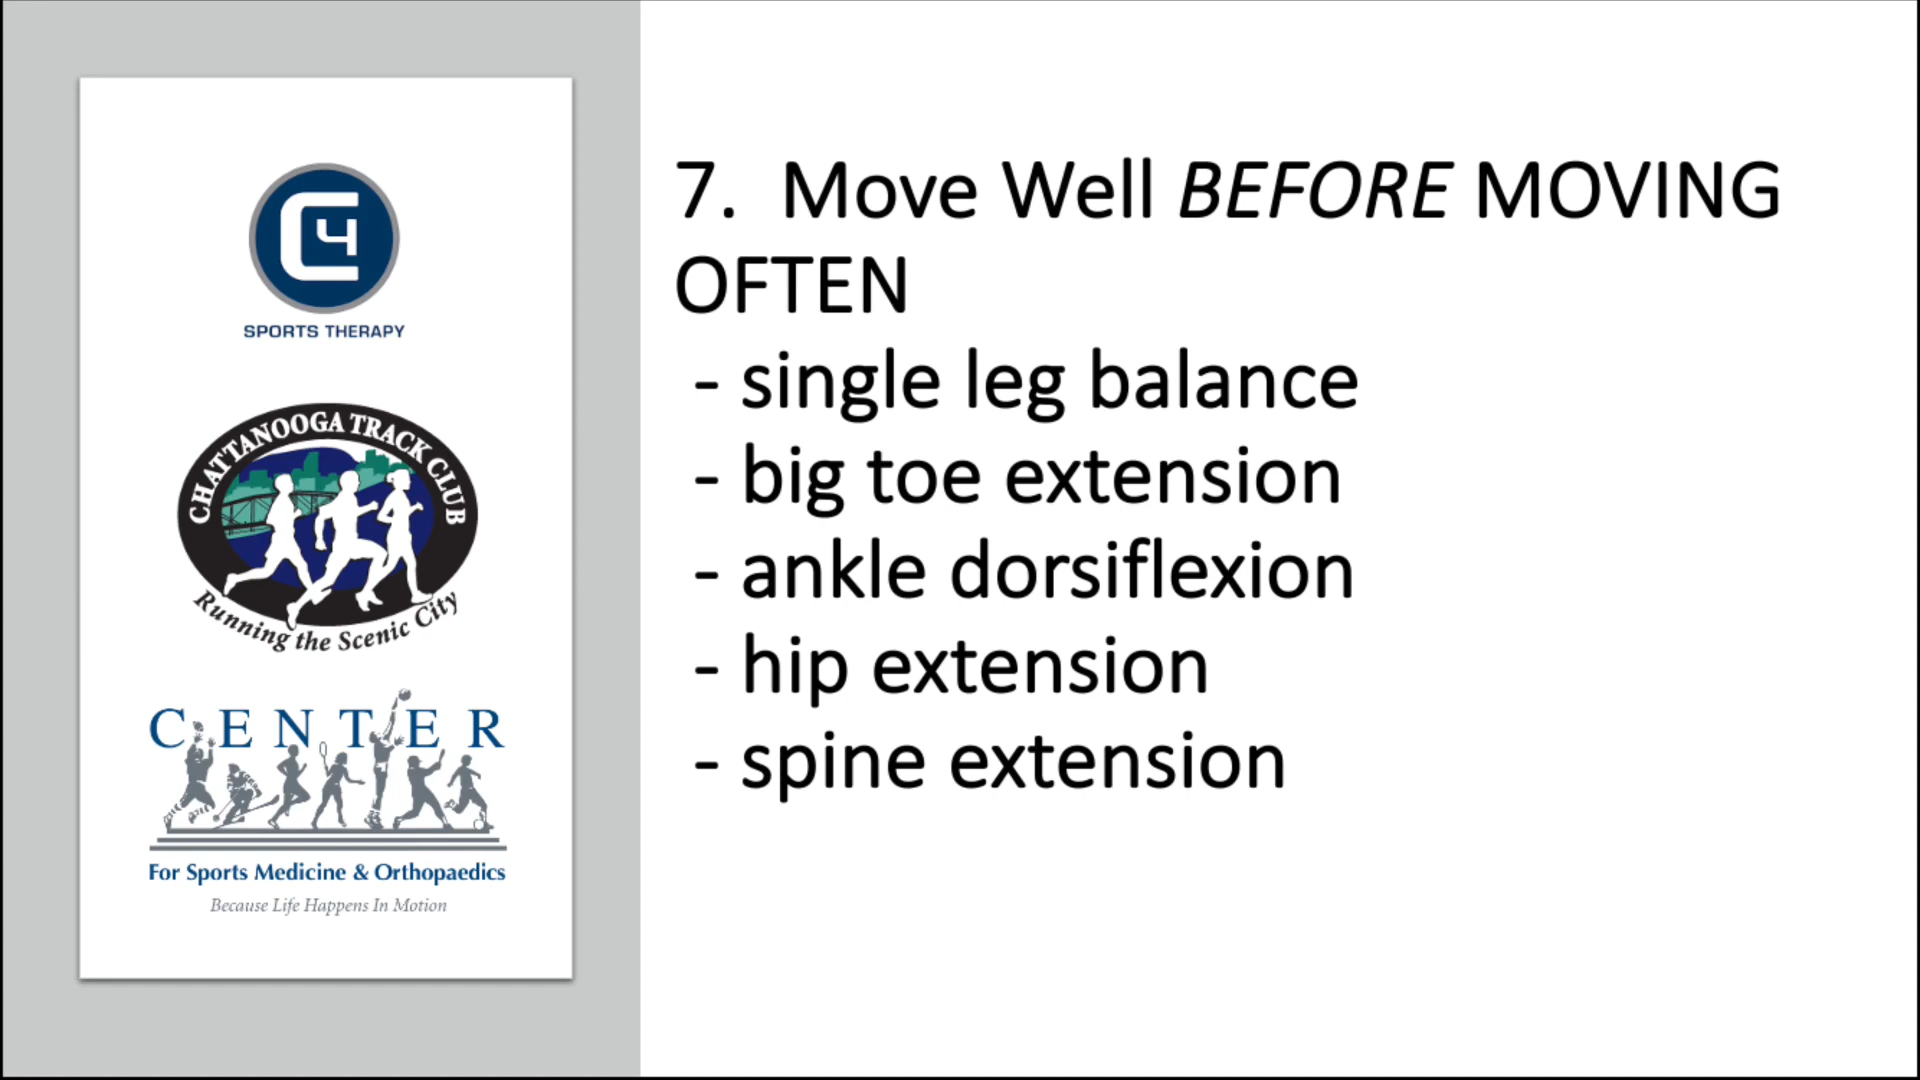 C4
SPORTS THERAPY
CHATTANOOGA TRACK CLUB
Running the Scenic City
CENTER
For Sports Medicine & Orthopaedics
Because Life Happens In Motion
7. Move Well BEFORE MOVING
OFTEN
- single leg balance
- big toe extension
- ankle dorsiflexion
- hip extension
- spine extension